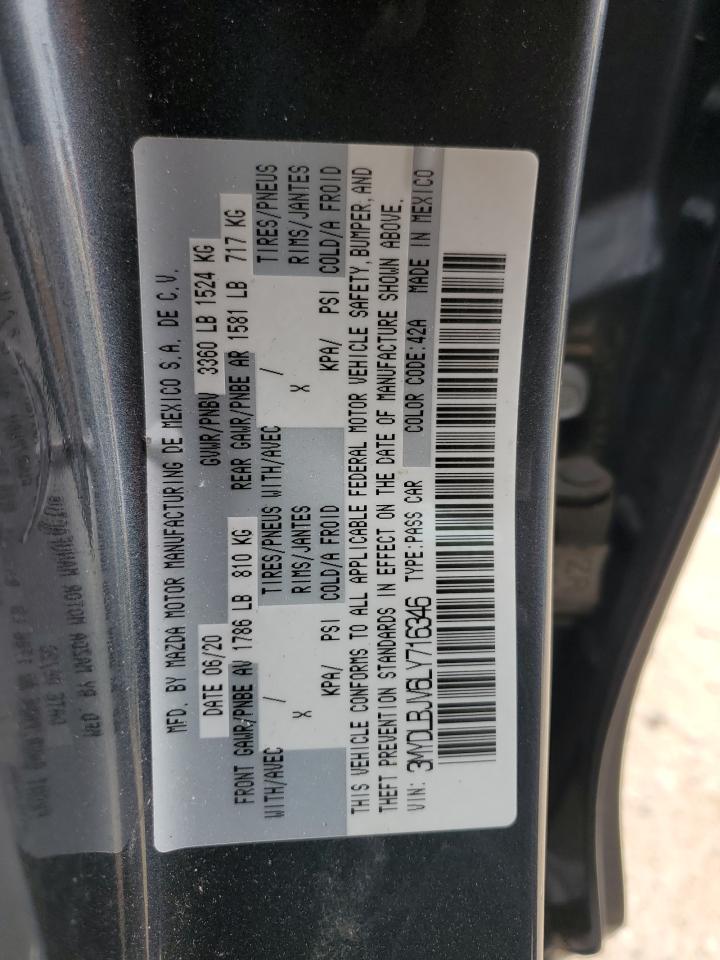 MFD. BY MAZDA MOTOR MANUFACTURING DE MEXICO S.A. DE C.V.
DATE 06/20 GVWR/PNBV 3360 LB 1524 KG
FRONT GAWR/PNBE AV 1786 LB 810 KG REAR GAWR/PNBE AR 1581 LB 717 KG
WITH/AVEC / TIRES/PNEUS WITH/AVEC / TIRES/PNEUS
X RIMS/JANTES X RIMS/JANTES
KPA/ PSI COLD/A FROID KPA/ PSI COLD/A FROID
THIS VEHICLE CONFORMS TO ALL APPLICABLE FEDERAL MOTOR VEHICLE SAFETY, BUMPER, AND
THEFT PREVENTION STANDARDS IN EFFECT ON THE DATE OF MANUFACTURE SHOWN ABOVE.
VIN: 3MYDLBJV6LY716346 TYPE:PASS CAR COLOR CODE:42A MADE IN MEXICO